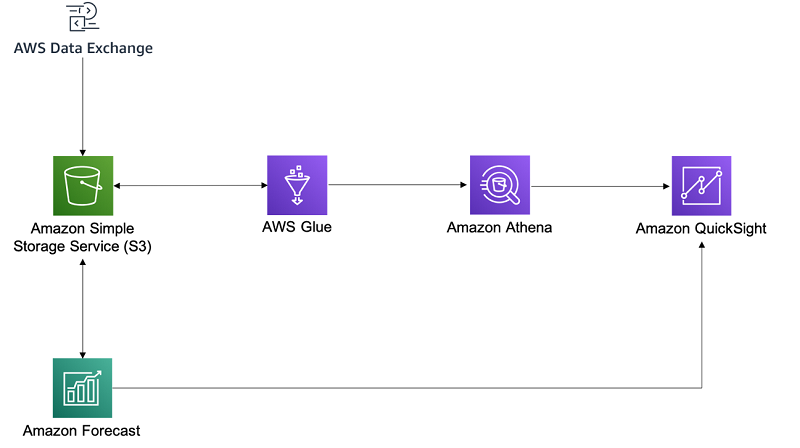 AWS Data Exchange
Amazon Simple
Storage Service (S3)
AWS Glue
Amazon Athena
Amazon QuickSight
Amazon Forecast